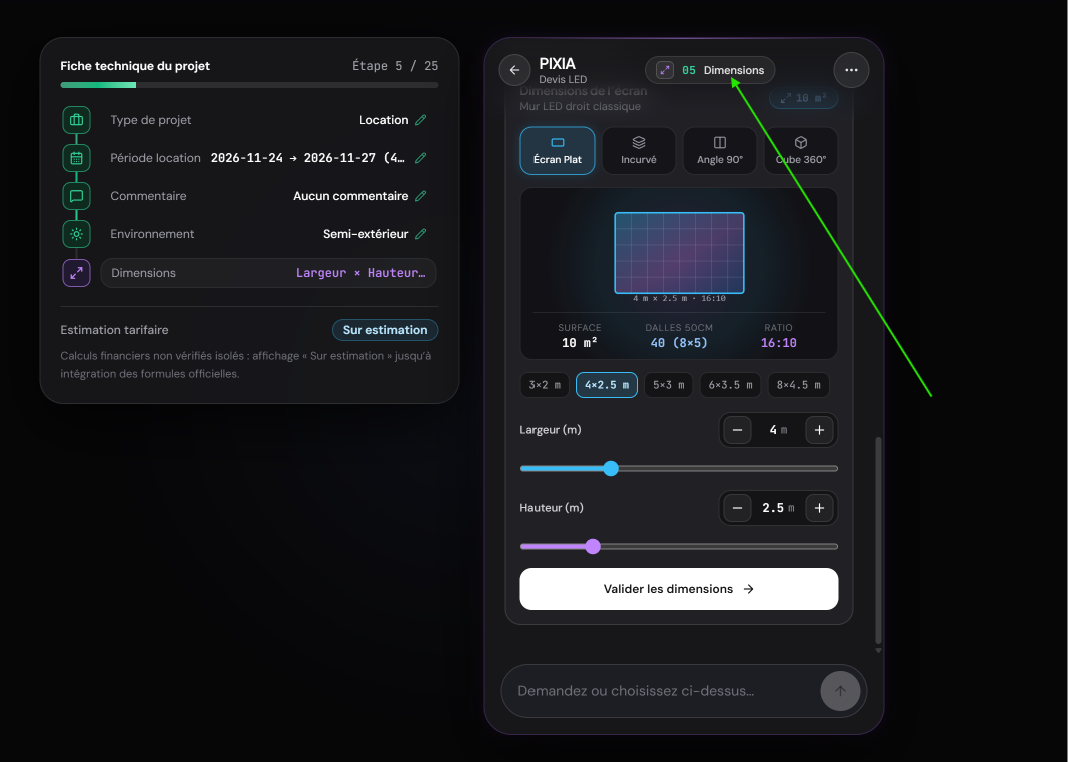 Fiche technique du projet
Étape 5 / 25
Type de projet
Location
Période location
2026-11-24 → 2026-11-27 (4…
Commentaire
Aucun commentaire
Environnement
Semi-extérieur
Dimensions
Largeur × Hauteur…
Estimation tarifaire
Sur estimation
Calculs financiers non vérifiés isolés : affichage « Sur estimation » jusqu'à
intégration des formules officielles.
PIXIA
Devis LED
05 Dimensions
Dimensions de l'écran
Mur LED droit classique
10 m²
Écran Plat
Incurvé
Angle 90°
Cube 360°
4 m × 2.5 m · 16:10
SURFACE
10 m²
DALLES 50CM
40 (8×5)
RATIO
16:10
3×2 m
4×2.5 m
5×3 m
6×3.5 m
8×4.5 m
Largeur (m)
− 4 m +
Hauteur (m)
− 2.5 m +
Valider les dimensions →
Demandez ou choisissez ci-dessus…